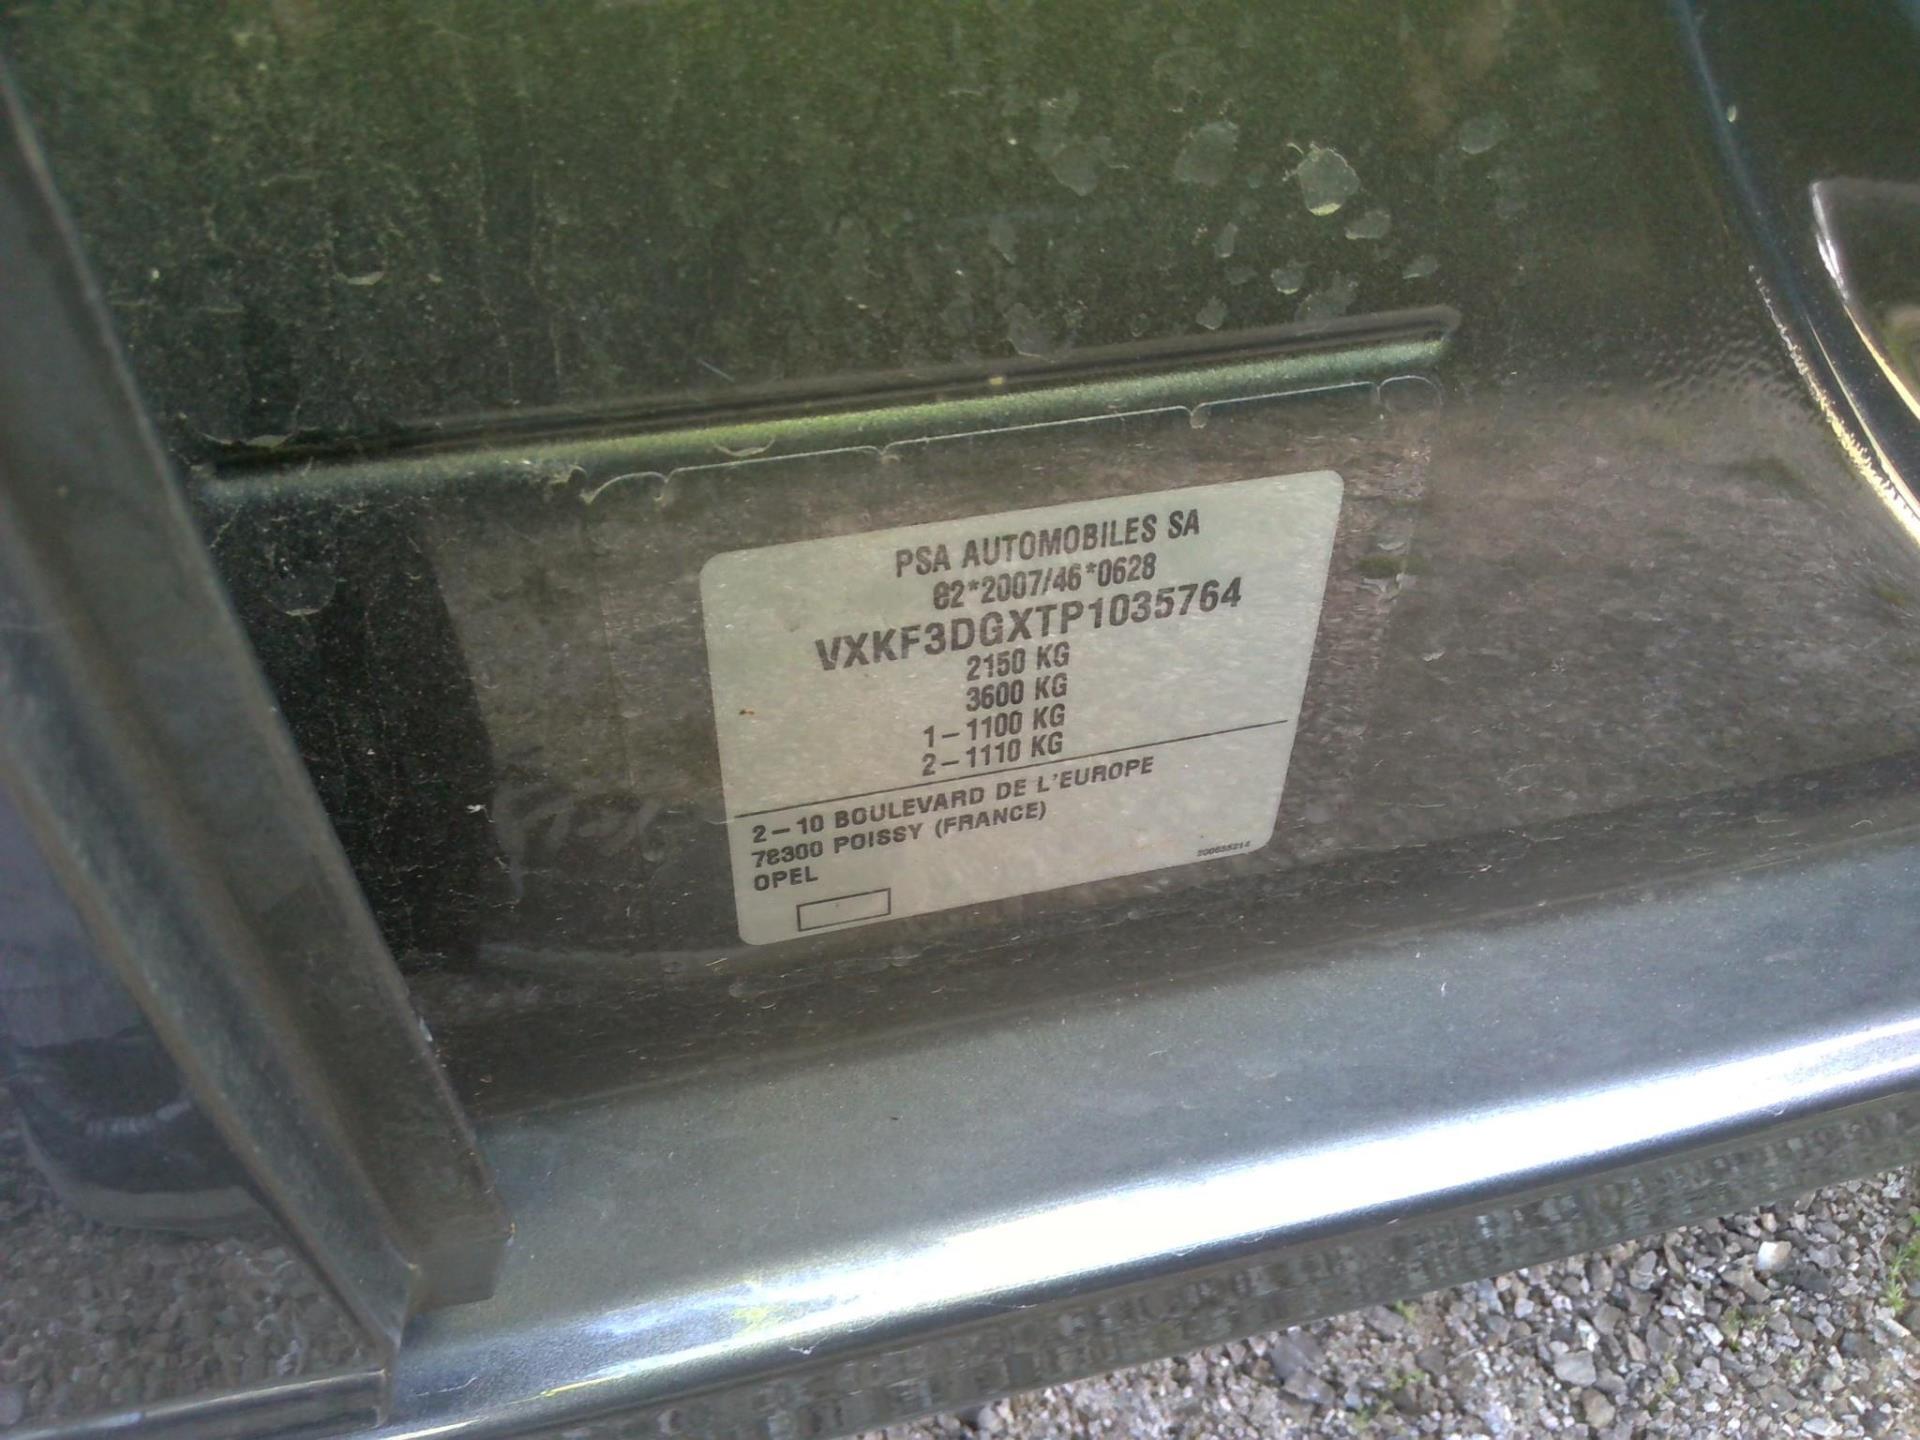 PSA AUTOMOBILES SA
e2*2007/46*0628
VXKF3DGXTP1035764
2150 KG
3600 KG
1-1100 KG
2-1110 KG
2-10 BOULEVARD DE L'EUROPE
78300 POISSY (FRANCE)
OPEL